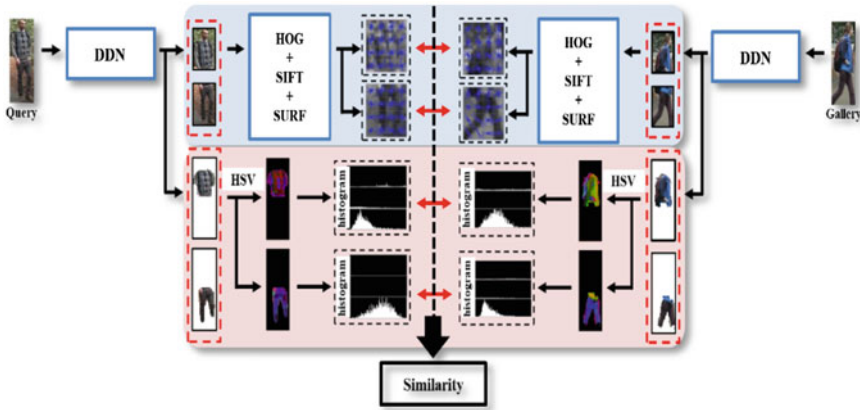 Query
DDN
HOG
+
SIFT
+
SURF
HOG
+
SIFT
+
SURF
DDN
Gallery
HSV
histogram
histogram
HSV
histogram
histogram
Similarity